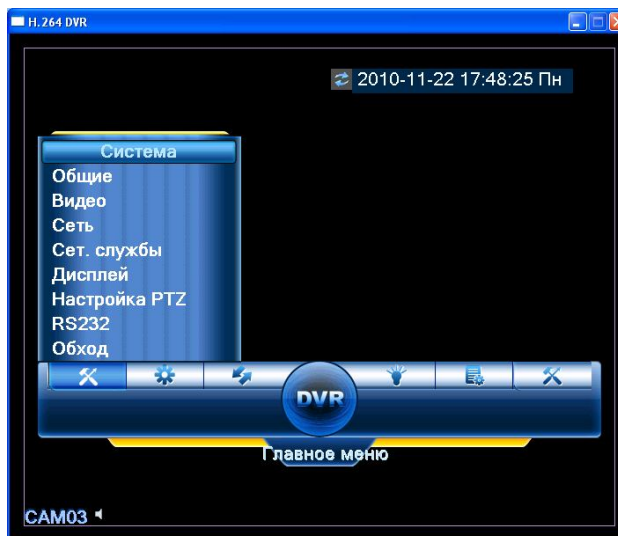 H.264 DVR
2010-11-22 17:48:25 Пн
Система
Общие
Видео
Сеть
Сет. службы
Дисплей
Настройка PTZ
RS232
Обход
DVR
Главное меню
CAM03